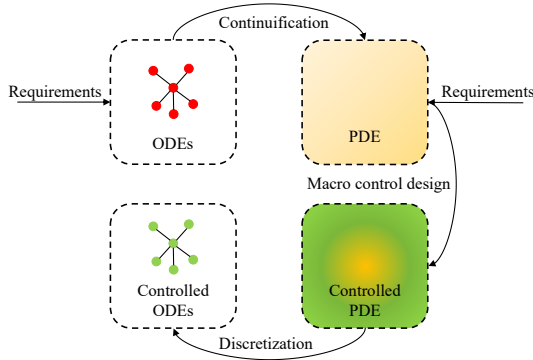 Continuification
Requirements
Requirements
ODEs
PDE
Macro control design
Controlled
ODEs
Controlled
PDE
Discretization